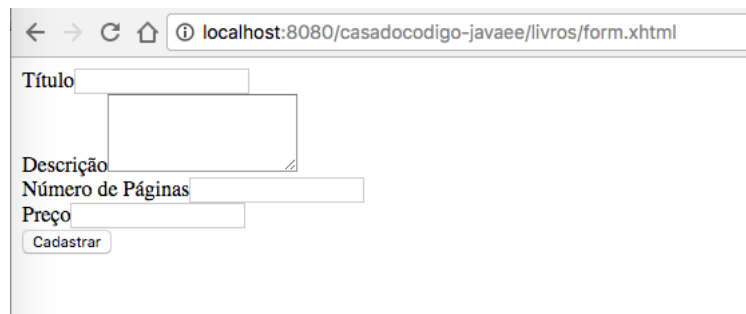 localhost:8080/casadocodigo-javaee/livros/form.xhtml
Título
Descrição
Número de Páginas
Preço
Cadastrar